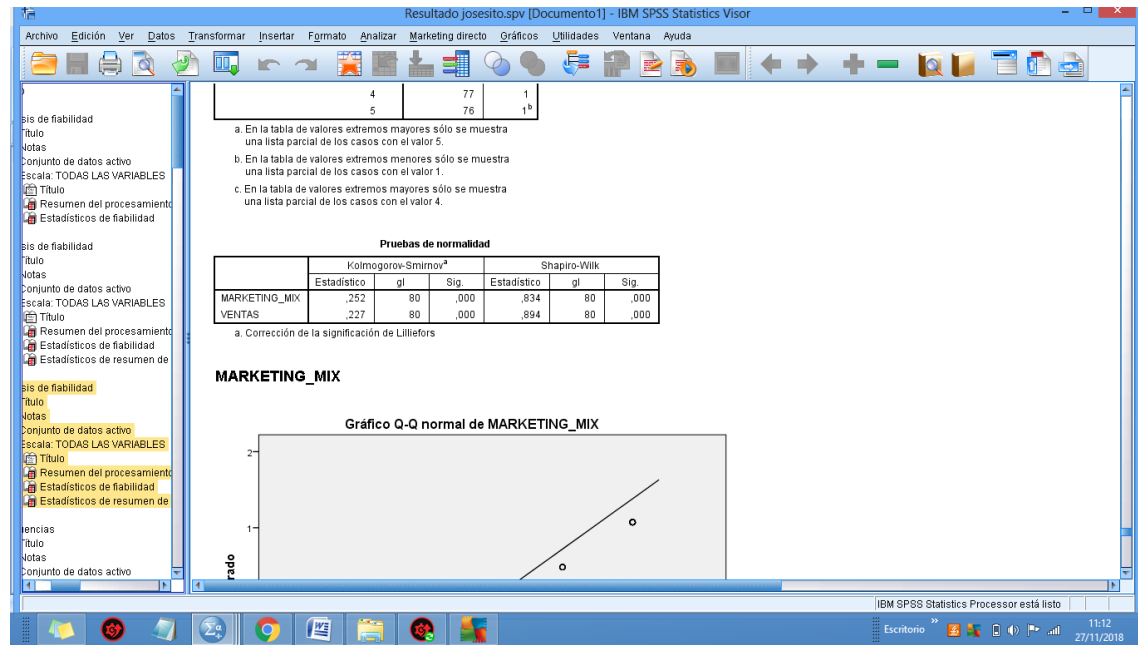 Resultado josesito.spv [Documento1] - IBM SPSS Statistics Visor
Archivo Edición Ver Datos Transformar Insertar Formato Analizar Marketing directo Gráficos Utilidades Ventana Ayuda
sis de fiabilidad
Título
Notas
Conjunto de datos activo
Escala: TODAS LAS VARIABLES
Título
Resumen del procesamiento
Estadísticos de fiabilidad
sis de fiabilidad
Título
Notas
Conjunto de datos activo
Escala: TODAS LAS VARIABLES
Título
Resumen del procesamiento
Estadísticos de fiabilidad
Estadísticos de resumen de
sis de fiabilidad
Título
Notas
Conjunto de datos activo
Escala: TODAS LAS VARIABLES
Título
Resumen del procesamiento
Estadísticos de fiabilidad
Estadísticos de resumen de
uencias
Título
Notas
Conjunto de datos activo
4 77 1
5 76 1b
a. En la tabla de valores extremos mayores sólo se muestra
una lista parcial de los casos con el valor 5.
b. En la tabla de valores extremos menores sólo se muestra
una lista parcial de los casos con el valor 1.
c. En la tabla de valores extremos mayores sólo se muestra
una lista parcial de los casos con el valor 4.
Pruebas de normalidad
Kolmogorov-Smirnova Shapiro-Wilk
Estadístico gl Sig. Estadístico gl Sig.
MARKETING_MIX ,252 80 ,000 ,834 80 ,000
VENTAS ,227 80 ,000 ,894 80 ,000
a. Corrección de la significación de Lilliefors
MARKETING_MIX
Gráfico Q-Q normal de MARKETING_MIX
2
1
rado
IBM SPSS Statistics Processor está listo
Escritorio
11:12
27/11/2018